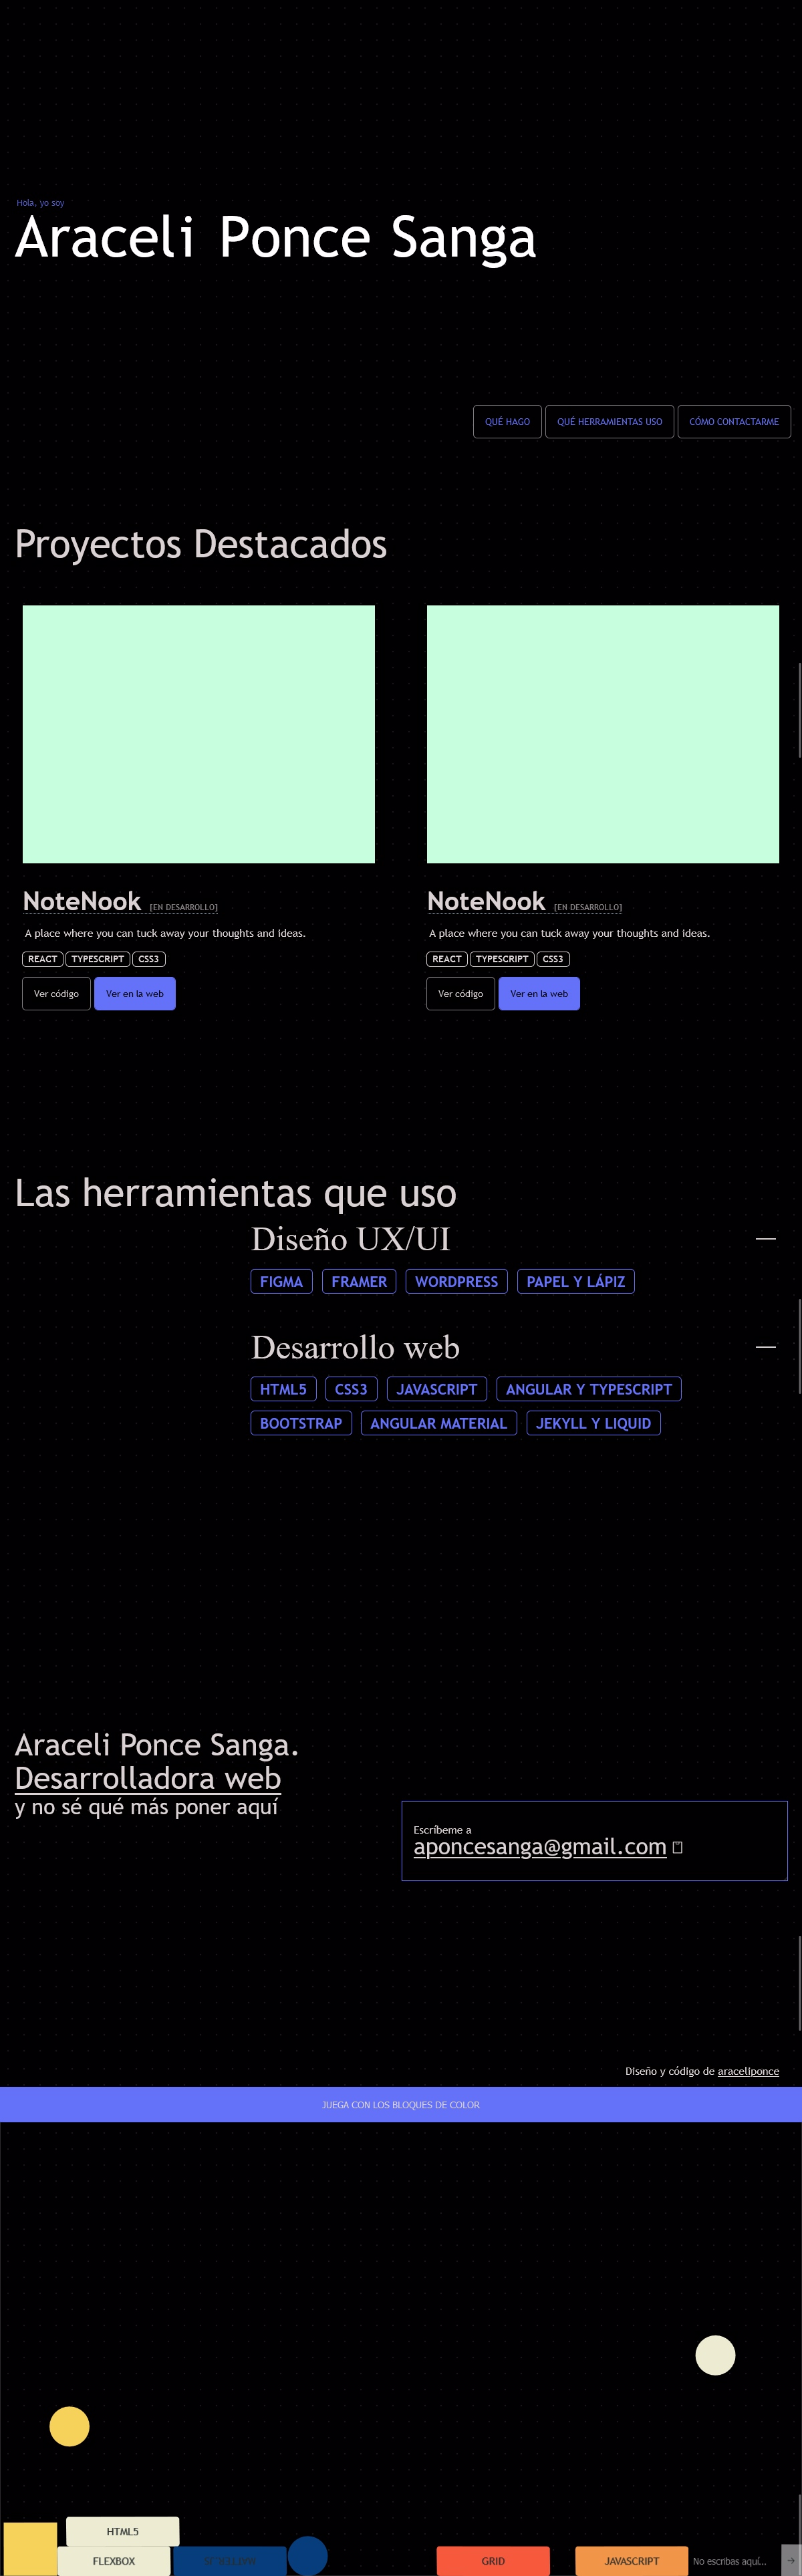 Hola, yo soy
Araceli Ponce Sanga
QUÉ HAGO
QUÉ HERRAMIENTAS USO
CÓMO CONTACTARME
Proyectos Destacados
NoteNook [EN DESARROLLO]
A place where you can tuck away your thoughts and ideas.
REACT TYPESCRIPT CSS3
Ver código Ver en la web
NoteNook [EN DESARROLLO]
A place where you can tuck away your thoughts and ideas.
REACT TYPESCRIPT CSS3
Ver código Ver en la web
Las herramientas que uso
Diseño UX/UI
FIGMA FRAMER WORDPRESS PAPEL Y LÁPIZ
Desarrollo web
HTML5 CSS3 JAVASCRIPT ANGULAR Y TYPESCRIPT
BOOTSTRAP ANGULAR MATERIAL JEKYLL Y LIQUID
Araceli Ponce Sanga.
Desarrolladora web
y no sé qué más poner aquí
Escríbeme a
aponcesanga@gmail.com
Diseño y código de araceliponce
JUEGA CON LOS BLOQUES DE COLOR
HTML5
FLEXBOX
GRID
JAVASCRIPT
No escribas aquí...